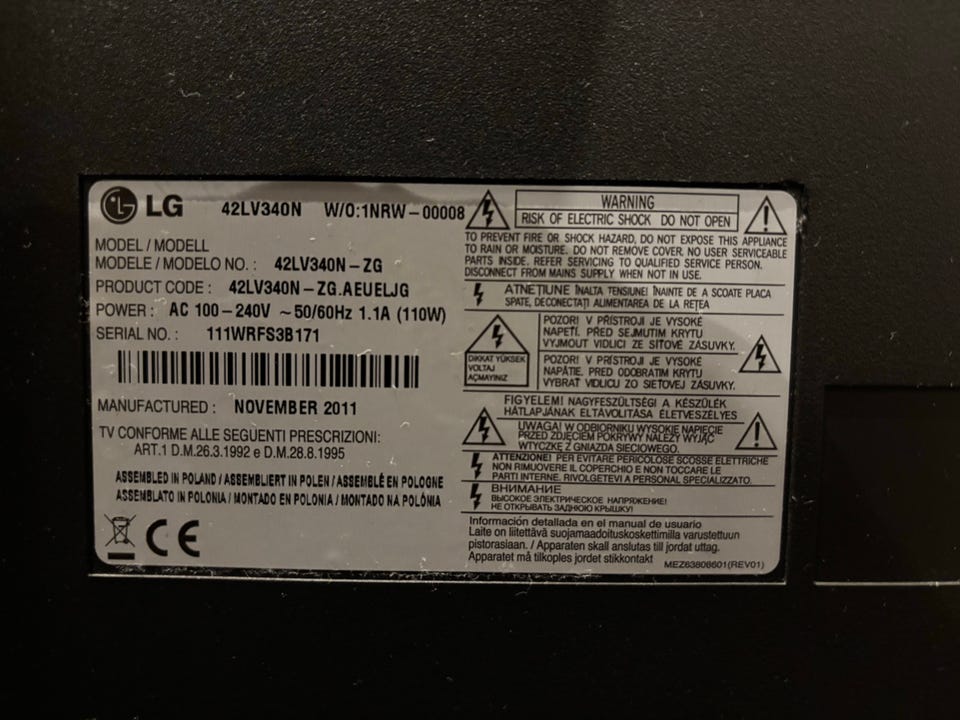 LG 42LV340N W/O:1NRW-00008
MODEL / MODELL
MODELE / MODELO NO. : 42LV340N-ZG
PRODUCT CODE : 42LV340N-ZG.AEUELJG
POWER : AC 100-240V ~50/60Hz 1.1A (110W)
SERIAL NO. : 111WRFS3B171
MANUFACTURED : NOVEMBER 2011
TV CONFORME ALLE SEGUENTI PRESCRIZIONI:
ART.1 D.M.26.3.1992 e D.M.28.8.1995
ASSEMBLED IN POLAND / ASSEMBLIERT IN POLEN / ASSEMBLÉ EN POLOGNE
ASSEMBLATO IN POLONIA / MONTADO EN POLONIA / MONTADO NA POLÓNIA
CE
WARNING
RISK OF ELECTRIC SHOCK DO NOT OPEN
TO PREVENT FIRE OR SHOCK HAZARD, DO NOT EXPOSE THIS APPLIANCE
TO RAIN OR MOISTURE. DO NOT REMOVE COVER. NO USER SERVICEABLE
PARTS INSIDE. REFER SERVICING TO QUALIFIED SERVICE PERSON.
DISCONNECT FROM MAINS SUPPLY WHEN NOT IN USE.
ATNEȚIUNE ÎNALTA TENSIUNE! ÎNAINTE DE A SCOATE PLACA
SPATE, DECONECTAȚI ALIMENTAREA DE LA REȚEA
DIKKAT YÜKSEK
VOLTAJ
AÇMAYINIZ
POZOR! V PŘÍSTROJI JE VYSOKÉ
NAPĚTÍ. PŘED SEJMUTIM KRYTU
VYJMOUT VIDLICI ZE SÍŤOVÉ ZÁSUVKY.
POZOR! V PRÍSTROJI JE VYSOKÉ
NAPÄTIE. PRED ODOBRATIM KRYTU
VYBRAT VIDLICU ZO SIEŤOVEJ ZÁSUVKY.
FIGYELEM! NAGYFESZÜLTSÉG! A KÉSZÜLÉK
HÁTLAPJÁNAK ELTÁVOLÍTÁSA ÉLETVESZÉLYES
UWAGA! W ODBIORNIKU WYSOKIE NAPIĘCIE
PRZED ZDJĘCIEM POKRYWY NALEŻY WYJĄĆ
WTYCZKĘ Z GNIAZDA SIECIOWEGO.
ATTENZIONE! PER EVITARE PERICOLOSE SCOSSE ELETTRICHE
NON RIMUOVERE IL COPERCHIO E NON TOCCARE LE
PARTI INTERNE. RIVOLGETEVI A PERSONAL SPECIALIZZATO.
ВНИМАНИЕ
ВЫСОКОЕ ЭЛЕКТРИЧЕСКОЕ НАПРЯЖЕНИЕ!
НЕ ОТКРЫВАТЬ ЗАДНЮЮ КРЫШКУ!
Información detallada en el manual de usuario
Laite on liitettävä suojamaadoituskoskettimilla varustettuun
pistorasiaan. / Apparaten skall anslutas till jordat uttag.
Apparatet må tilkoples jordet stikkontakt
MEZ63808601(REV01)